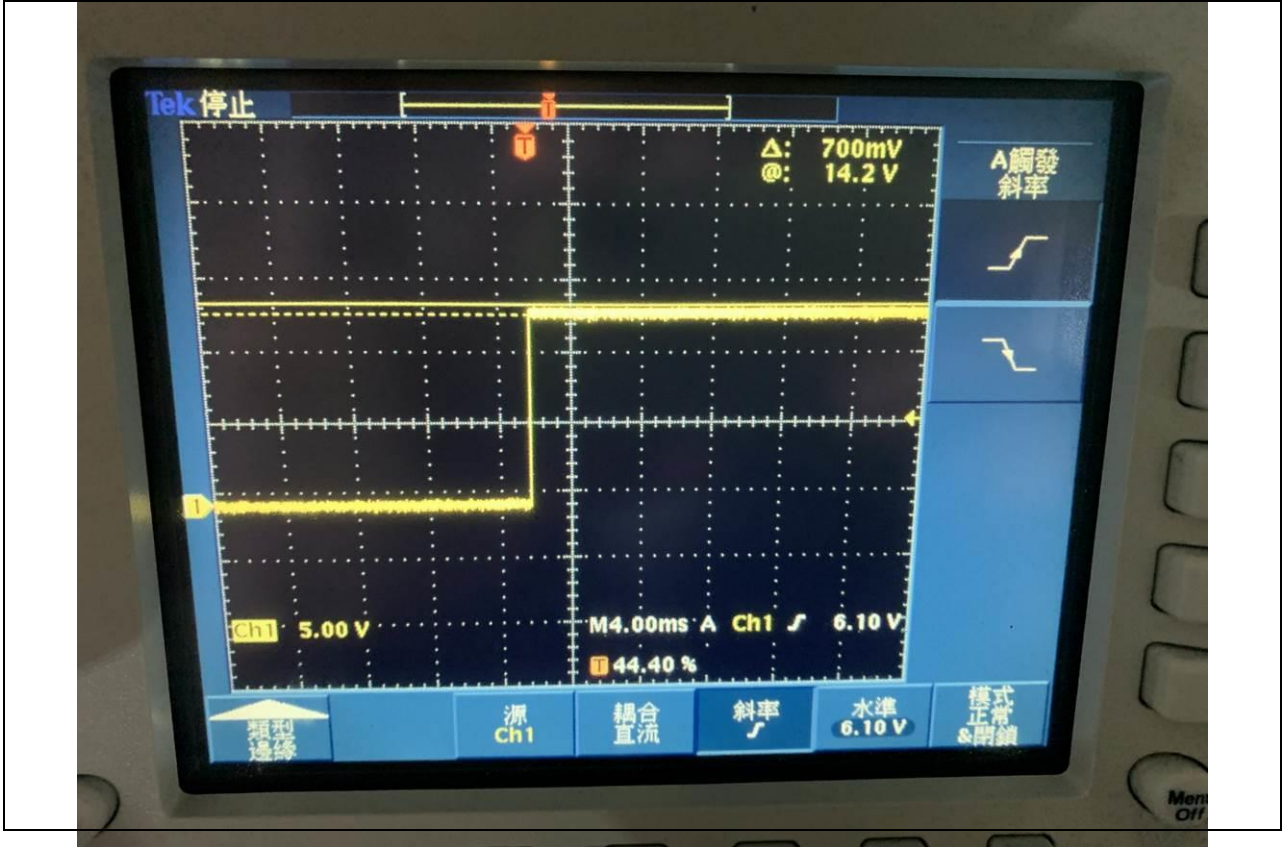 Tek 停止
T
T
Δ: 700mV
@: 14.2 V
A觸發
斜率
1
Ch1 5.00 V
M4.00ms A Ch1 6.10 V
T 44.40 %
類型
邊緣
源
Ch1
耦合
直流
斜率
水準
6.10 V
模式
正常
&閉鎖
Menu
Off